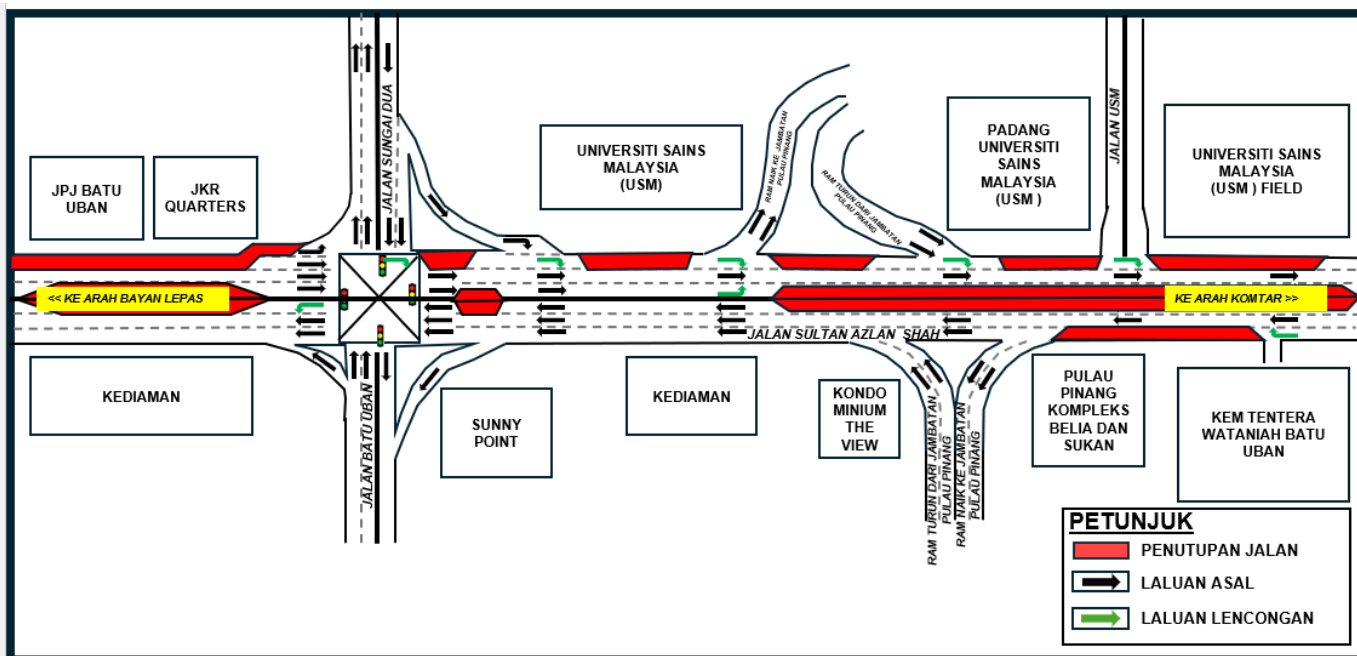 JALAN SUNGAI DUA
JPJ BATU
UBAN
JKR
QUARTERS
UNIVERSITI SAINS
MALAYSIA
(USM)
RAM NAIK KE JAMBATAN
PULAU PINANG
RAM TURUN DARI JAMBATAN
PULAU PINANG
PADANG
UNIVERSITI
SAINS
MALAYSIA
(USM )
JALAN USM
UNIVERSITI SAINS
MALAYSIA
(USM ) FIELD
<< KE ARAH BAYAN LEPAS
KE ARAH KOMTAR >>
JALAN SULTAN AZLAN SHAH
KEDIAMAN
JALAN BATU UBAN
SUNNY
POINT
KEDIAMAN
KONDO
MINIUM
THE
VIEW
RAM TURUN DARI JAMBATAN
PULAU PINANG
RAM NAIK KE JAMBATAN
PULAU PINANG
PULAU
PINANG
KOMPLEKS
BELIA DAN
SUKAN
KEM TENTERA
WATANIAH BATU
UBAN
PETUNJUK
PENUTUPAN JALAN
LALUAN ASAL
LALUAN LENCONGAN